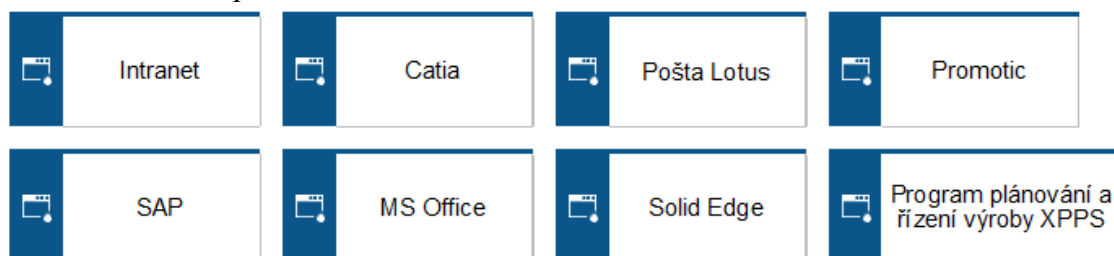 Intranet
Catia
Pošta Lotus
Promotic
SAP
MS Office
Solid Edge
Program plánování a
řízení výroby XPPS